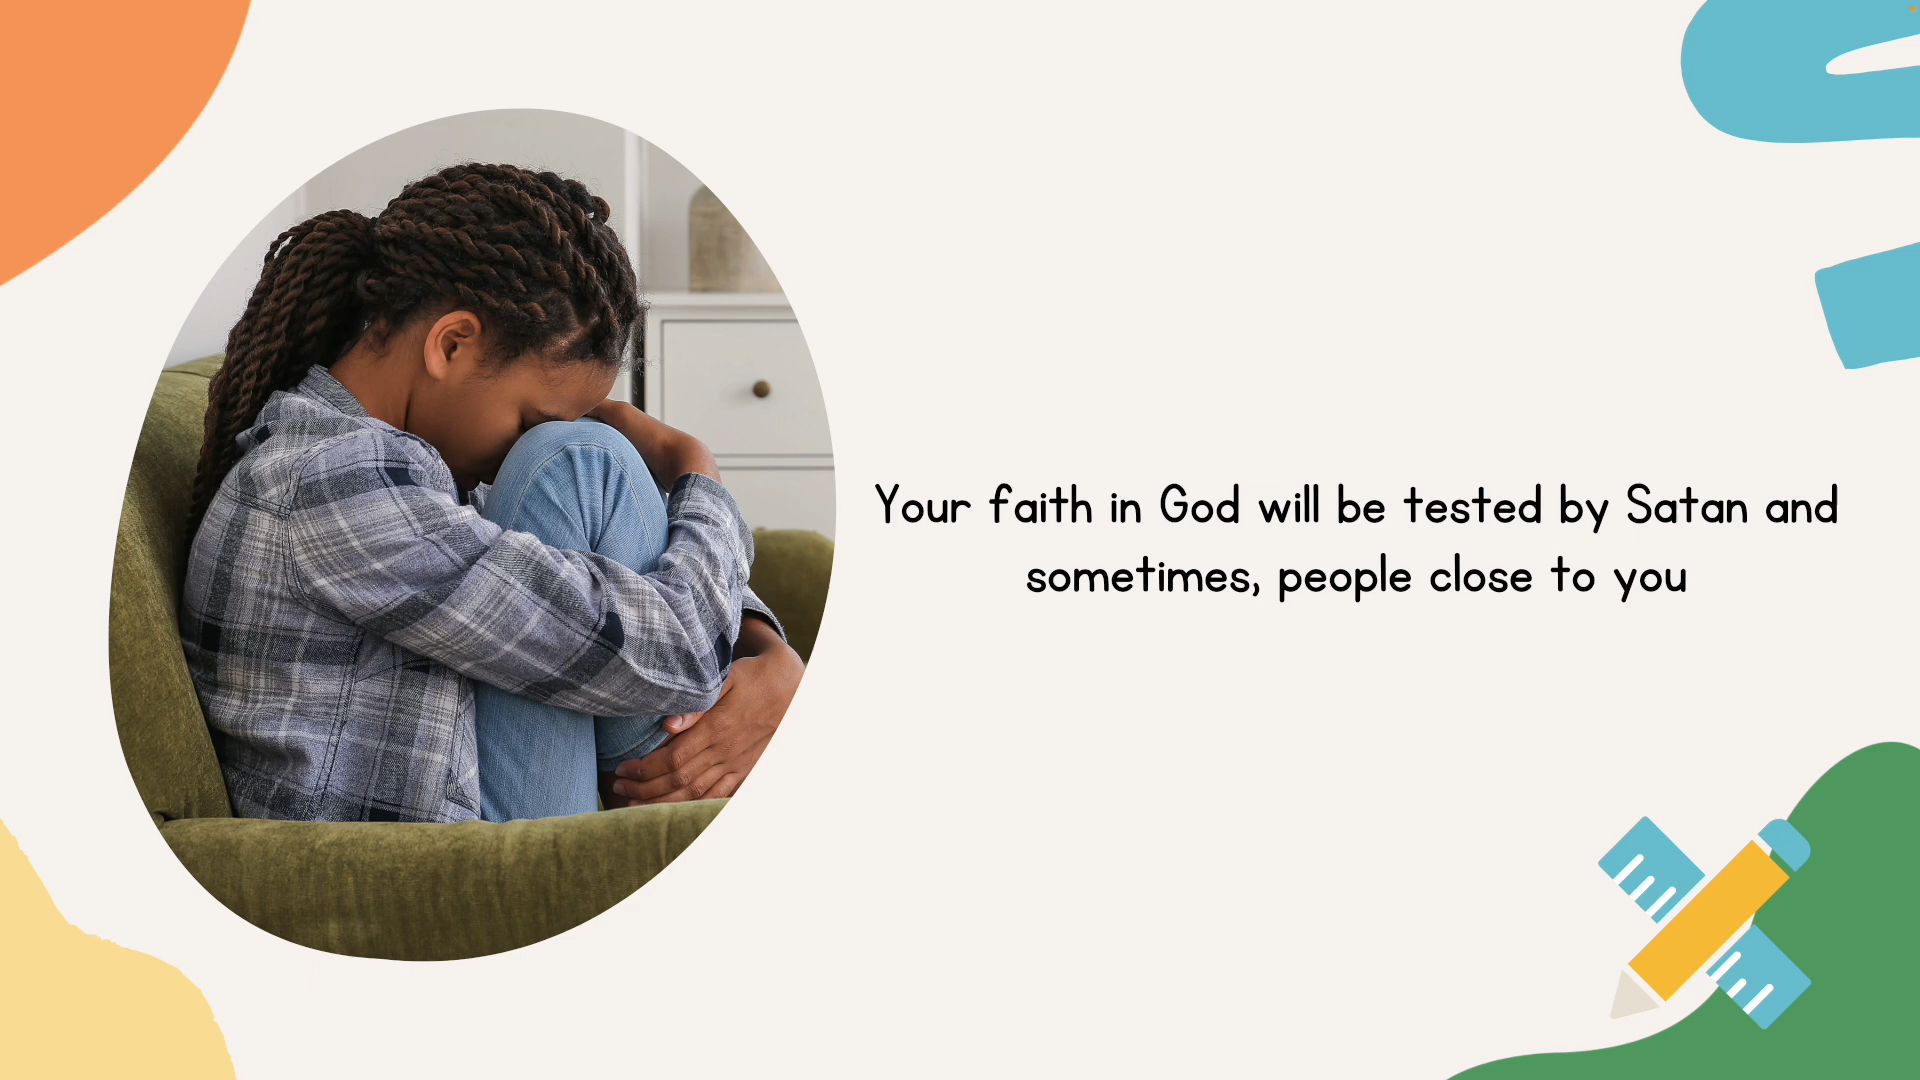 Your faith in God will be tested by Satan and
sometimes, people close to you